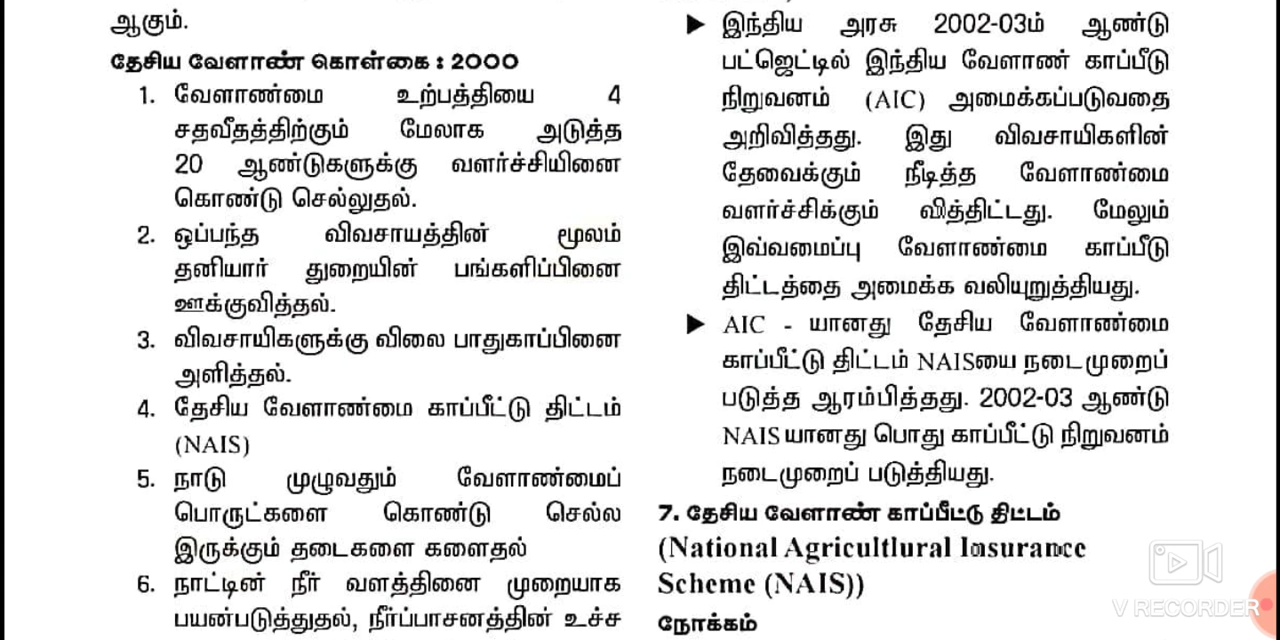 ஆகும்.
தேசிய வேளாண் கொள்கை : 2000
1. வேளாண்மை உற்பத்தியை 4
சதவீதத்திற்கும் மேலாக அடுத்த
20 ஆண்டுகளுக்கு வளர்ச்சியினை
கொண்டு செல்லுதல்.
2. ஒப்பந்த விவசாயத்தின் மூலம்
தனியார் துறையின் பங்களிப்பினை
ஊக்குவித்தல்.
3. விவசாயிகளுக்கு விலை பாதுகாப்பினை
அளித்தல்.
4. தேசிய வேளாண்மை காப்பீட்டு திட்டம்
(NAIS)
5. நாடு முழுவதும் வேளாண்மைப்
பொருட்களை கொண்டு செல்ல
இருக்கும் தடைகளை களைதல்
6. நாட்டின் நீர் வளத்தினை முறையாக
பயன்படுத்துதல், நீர்ப்பாசனத்தின் உச்ச
► இந்திய அரசு 2002-03ம் ஆண்டு
பட்ஜெட்டில் இந்திய வேளாண் காப்பீடு
நிறுவனம் (AIC) அமைக்கப்படுவதை
அறிவித்தது. இது விவசாயிகளின்
தேவைக்கும் நீடித்த வேளாண்மை
வளர்ச்சிக்கும் வித்திட்டது. மேலும்
இவ்வமைப்பு வேளாண்மை காப்பீடு
திட்டத்தை அமைக்க வலியுறுத்தியது.
► AIC - யானது தேசிய வேளாண்மை
காப்பீட்டு திட்டம் NAISயை நடைமுறைப்
படுத்த ஆரம்பித்தது. 2002-03 ஆண்டு
NAIS யானது பொது காப்பீட்டு நிறுவனம்
நடைமுறைப் படுத்தியது.
7. தேசிய வேளாண் காப்பீட்டு திட்டம்
(National Agricultlural Insurance
Scheme (NAIS))
நோக்கம்
V RECORDER